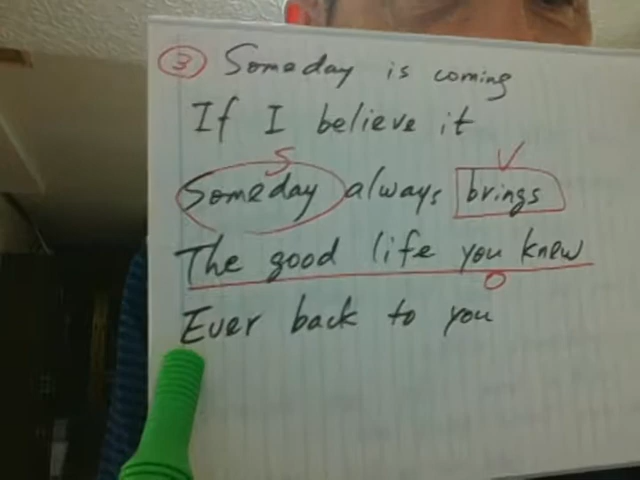 ③ Someday is coming
If I believe it
S V
Someday always brings
The good life you knew
O
Ever back to you